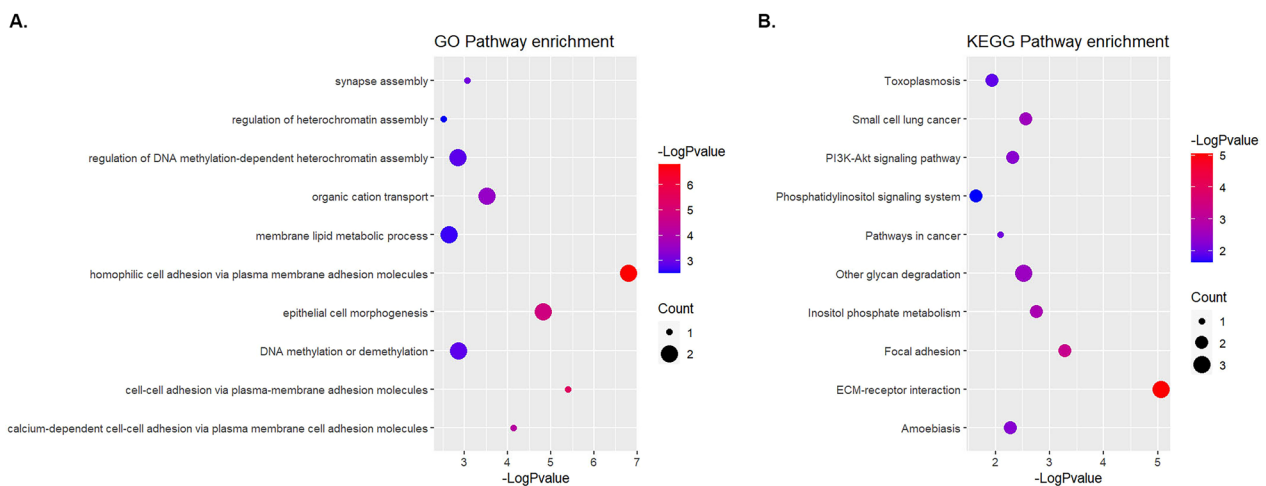 A.
GO Pathway enrichment
synapse assembly
regulation of heterochromatin assembly
regulation of DNA methylation-dependent heterochromatin assembly
organic cation transport
membrane lipid metabolic process
homophilic cell adhesion via plasma membrane adhesion molecules
epithelial cell morphogenesis
DNA methylation or demethylation
cell-cell adhesion via plasma-membrane adhesion molecules
calcium-dependent cell-cell adhesion via plasma membrane cell adhesion molecules
3 4 5 6 7
-LogPvalue
-LogPvalue
6
5
4
3
Count
1
2
B.
KEGG Pathway enrichment
Toxoplasmosis
Small cell lung cancer
PI3K-Akt signaling pathway
Phosphatidylinositol signaling system
Pathways in cancer
Other glycan degradation
Inositol phosphate metabolism
Focal adhesion
ECM-receptor interaction
Amoebiasis
2 3 4 5
-LogPvalue
-LogPvalue
5
4
3
2
Count
1
2
3